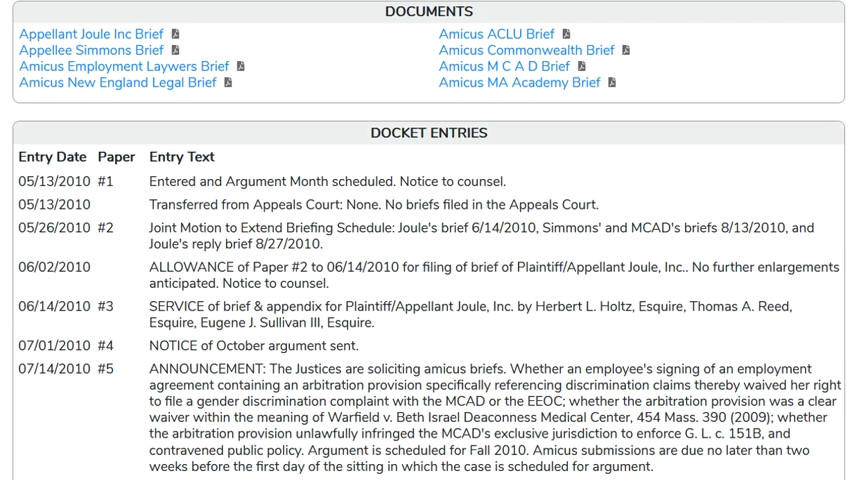 DOCUMENTS
Appellant Joule Inc Brief
Amicus ACLU Brief
Appellee Simmons Brief
Amicus Commonwealth Brief
Amicus Employment Laywers Brief
Amicus M C A D Brief
Amicus New England Legal Brief
Amicus MA Academy Brief
DOCKET ENTRIES
Entry Date Paper Entry Text
05/13/2010 #1 Entered and Argument Month scheduled. Notice to counsel.
05/13/2010 Transferred from Appeals Court: None. No briefs filed in the Appeals Court.
05/26/2010 #2 Joint Motion to Extend Briefing Schedule: Joule's brief 6/14/2010, Simmons' and MCAD's briefs 8/13/2010, and
Joule's reply brief 8/27/2010.
06/02/2010 ALLOWANCE of Paper #2 to 06/14/2010 for filing of brief of Plaintiff/Appellant Joule, Inc.. No further enlargements
anticipated. Notice to counsel.
06/14/2010 #3 SERVICE of brief & appendix for Plaintiff/Appellant Joule, Inc. by Herbert L. Holtz, Esquire, Thomas A. Reed,
Esquire, Eugene J. Sullivan III, Esquire.
07/01/2010 #4 NOTICE of October argument sent.
07/14/2010 #5 ANNOUNCEMENT: The Justices are soliciting amicus briefs. Whether an employee's signing of an employment
agreement containing an arbitration provision specifically referencing discrimination claims thereby waived her right
to file a gender discrimination complaint with the MCAD or the EEOC; whether the arbitration provision was a clear
waiver within the meaning of Warfield v. Beth Israel Deaconness Medical Center, 454 Mass. 390 (2009); whether
the arbitration provision unlawfully infringed the MCAD's exclusive jurisdiction to enforce G. L. c. 151B, and
contravened public policy. Argument is scheduled for Fall 2010. Amicus submissions are due no later than two
weeks before the first day of the sitting in which the case is scheduled for argument.